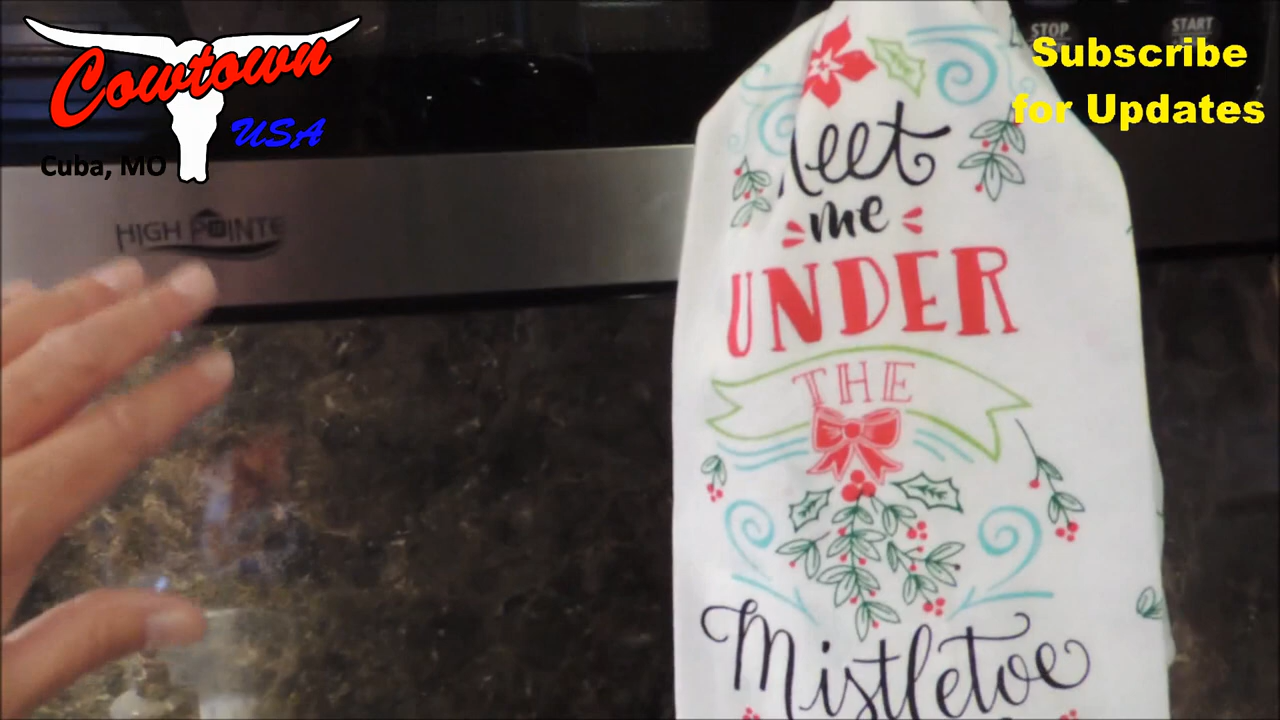 Cowtown
USA
Cuba, MO
Subscribe
for Updates
STOP
START
HIGH POINTE
Meet
me
UNDER
THE
Mistletoe